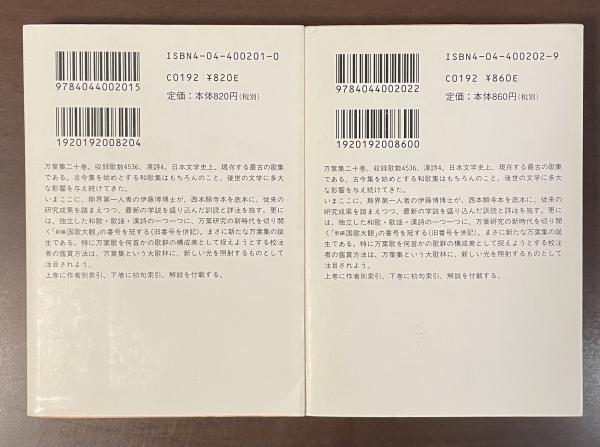 ISBN4-04-400201-0
9784044002015
C0192 ¥820E
定価：本体820円(税別)
1920192008204
万葉集二十巻。収録歌数4536、漢詩4。日本文学史上、現存する最古の歌集
である。古今集を始めとする和歌集はもちろんのこと、後世の文学に多大
な影響を与え続けてきた。
いまここに、斯界第一人者の伊藤博博士が、西本願寺本を底本に、従来の
研究成果を踏まえつつ、最新の学説を盛り込んだ訓読と詳注を施す。更に
は、独立した和歌・歌謡・漢詩の一つ一つに、万葉研究の新時代を切り開
く「新編国歌大観」の番号を冠する(旧番号を併記)。まさに新たな万葉集の誕
生である。特に万葉歌を何首かの歌群の構成美として捉えようとする校注
者の鑑賞方法は、万葉集という大歌林に、新しい光を照射するものとして
注目されよう。
上巻に作者別索引、下巻に初句索引、解説を付載する。
ISBN4-04-400202-9
9784044002022
C0192 ¥860E
定価：本体860円(税別)
1920192008600
万葉集二十巻。収録歌数4536、漢詩4。日本文学史上、現存する最古の歌集
である。古今集を始めとする和歌集はもちろんのこと、後世の文学に多大
な影響を与え続けてきた。
いまここに、斯界第一人者の伊藤博博士が、西本願寺本を底本に、従来の
研究成果を踏まえつつ、最新の学説を盛り込んだ訓読と詳注を施す。更に
は、独立した和歌・歌謡・漢詩の一つ一つに、万葉研究の新時代を切り開
く「新編国歌大観」の番号を冠する(旧番号を併記)。まさに新たな万葉集の誕
生である。特に万葉歌を何首かの歌群の構成美として捉えようとする校注
者の鑑賞方法は、万葉集という大歌林に、新しい光を照射するものとして
注目されよう。
上巻に作者別索引、下巻に初句索引、解説を付載する。